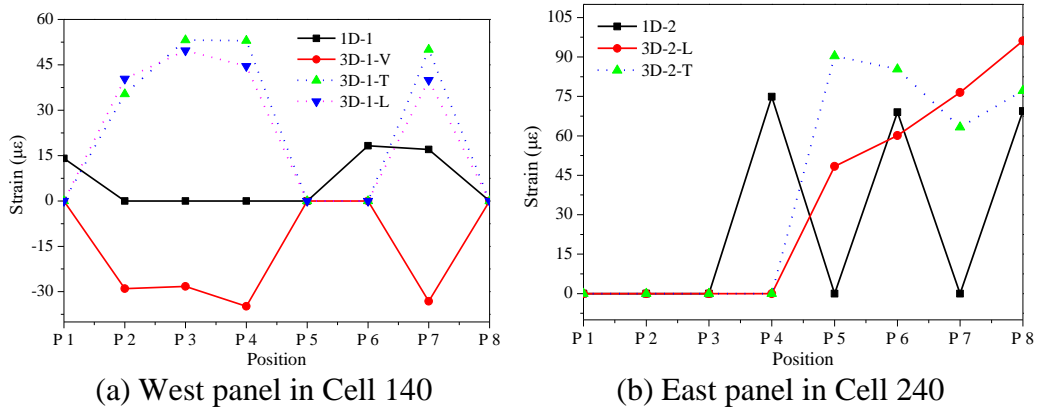 60
45
30
15
0
-15
-30
Strain (με)
1D-1
3D-1-V
3D-1-T
3D-1-L
P 1
P 2
P 3
P 4
P 5
P 6
P 7
P 8
Position
(a) West panel in Cell 140
105
90
75
60
45
30
15
0
Strain (με)
1D-2
3D-2-L
3D-2-T
P 1
P 2
P 3
P 4
P 5
P 6
P 7
P 8
Position
(b) East panel in Cell 240